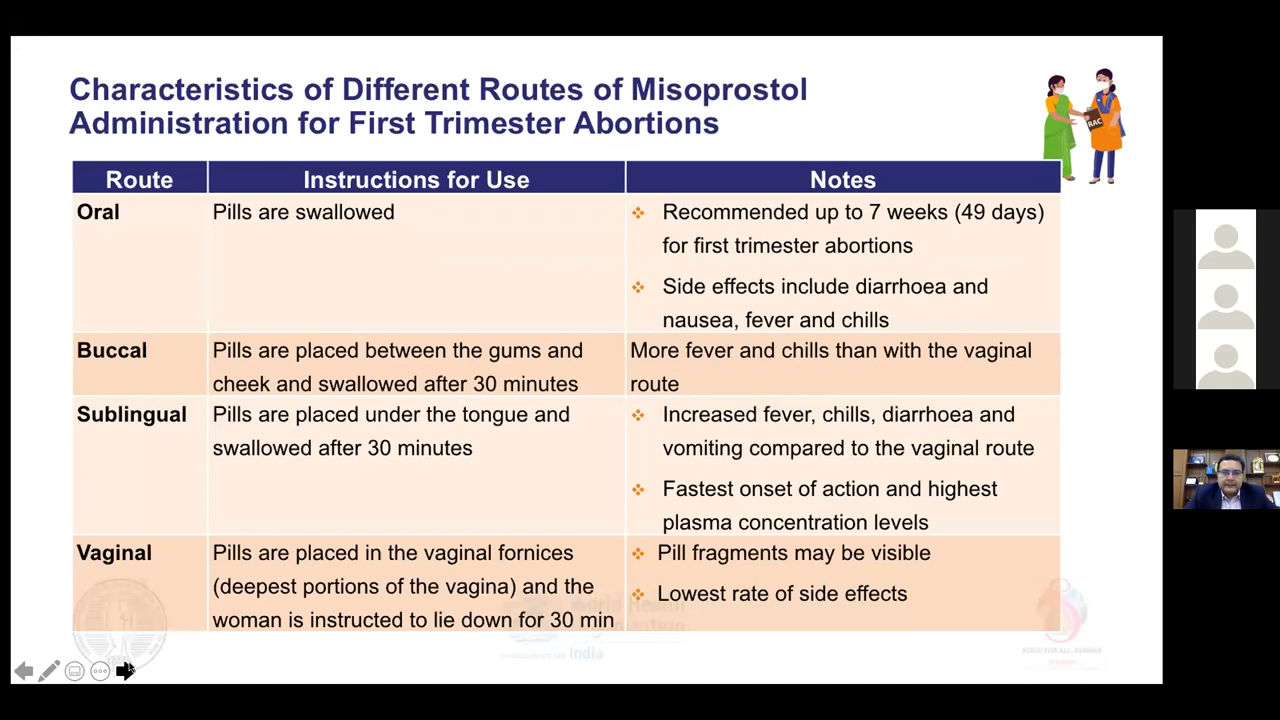 Characteristics of Different Routes of Misoprostol
Administration for First Trimester Abortions
RAC
Route
Instructions for Use
Notes
Oral
Pills are swallowed
❖ Recommended up to 7 weeks (49 days)
for first trimester abortions
❖ Side effects include diarrhoea and
nausea, fever and chills
Buccal
Pills are placed between the gums and
cheek and swallowed after 30 minutes
More fever and chills than with the vaginal
route
Sublingual
Pills are placed under the tongue and
swallowed after 30 minutes
❖ Increased fever, chills, diarrhoea and
vomiting compared to the vaginal route
❖ Fastest onset of action and highest
plasma concentration levels
Vaginal
Pills are placed in the vaginal fornices
(deepest portions of the vagina) and the
woman is instructed to lie down for 30 min
❖ Pill fragments may be visible
❖ Lowest rate of side effects
World Health
India